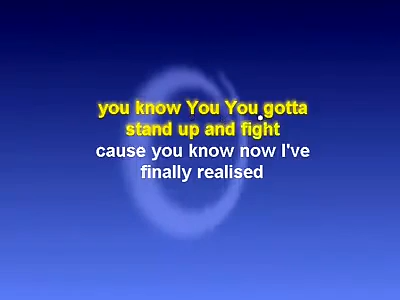 you know You You gotta
stand up and fight
cause you know now I've
finally realised